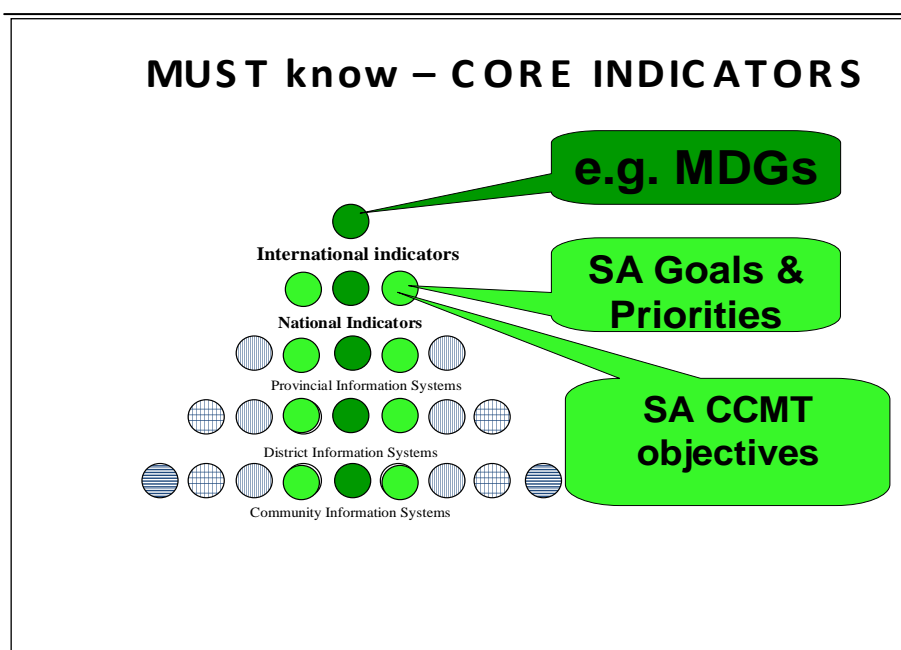 MUST know – CORE INDICATORS
e.g. MDGs
International indicators
SA Goals &
Priorities
National Indicators
Provincial Information Systems
SA CCMT
objectives
District Information Systems
Community Information Systems